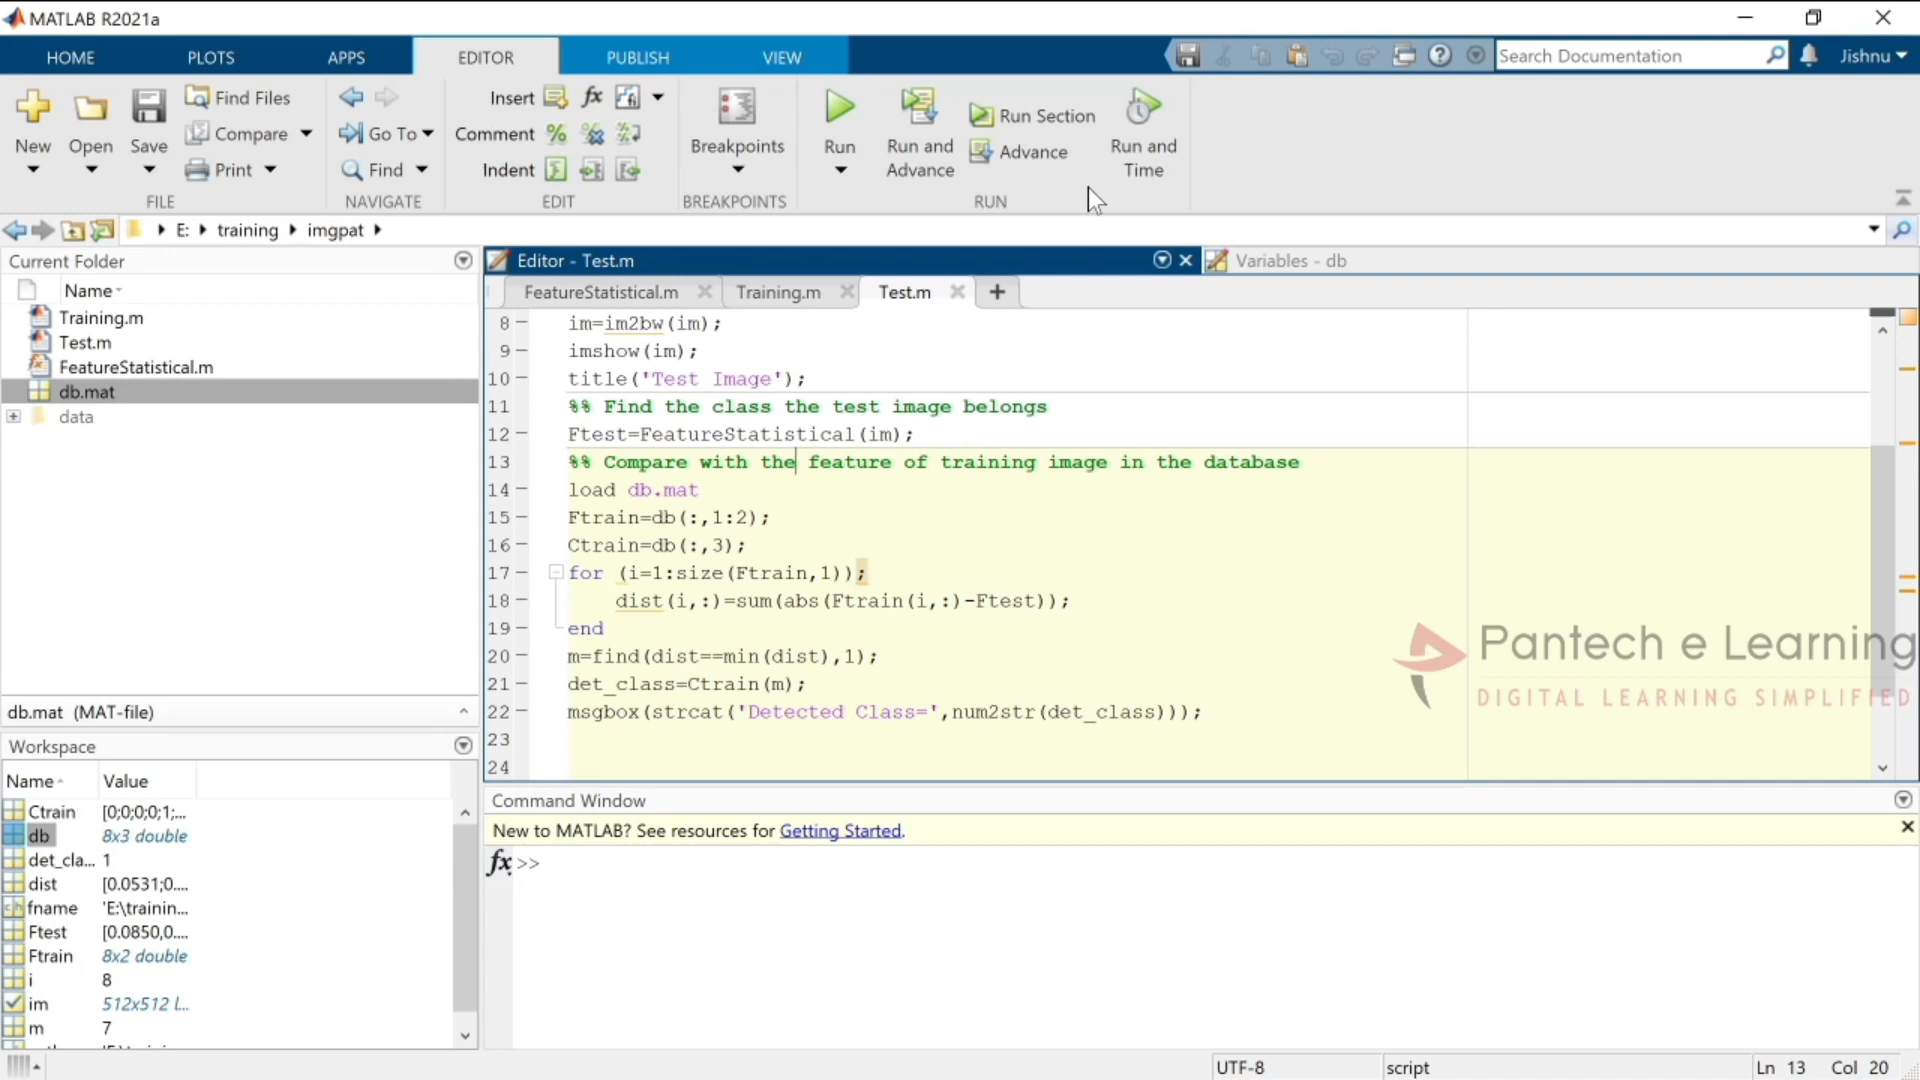 MATLAB R2021a
HOME PLOTS APPS EDITOR PUBLISH VIEW Search Documentation Jishnu
New Open Save Find Files Compare Print
FILE
Go To Find
NAVIGATE
Insert fx
Comment
Indent
EDIT
Breakpoints
BREAKPOINTS
Run Run and Advance Run Section Advance Run and Time
RUN
E: training imgpat
Current Folder
Name
Training.m
Test.m
FeatureStatistical.m
db.mat
data
db.mat (MAT-file)
Workspace
Name Value
Ctrain [0;0;0;0;1;...
db 8x3 double
det_cla... 1
dist [0.0531;0....
fname 'E:\trainin...
Ftest [0.0850,0....
Ftrain 8x2 double
i 8
im 512x512 l...
m 7
Editor - Test.m
Variables - db
FeatureStatistical.m Training.m Test.m
8 im=im2bw(im);
9 imshow(im);
10 title('Test Image');
11 %% Find the class the test image belongs
12 Ftest=FeatureStatistical(im);
13 %% Compare with the feature of training image in the database
14 load db.mat
15 Ftrain=db(:,1:2);
16 Ctrain=db(:,3);
17 for (i=1:size(Ftrain,1));
18 dist(i,:)=sum(abs(Ftrain(i,:)-Ftest));
19 end
20 m=find(dist==min(dist),1);
21 det_class=Ctrain(m);
22 msgbox(strcat('Detected Class=',num2str(det_class)));
23
24
Pantech e Learning
DIGITAL LEARNING SIMPLIFIED
Command Window
New to MATLAB? See resources for Getting Started.
fx >>
UTF-8 script Ln 13 Col 20